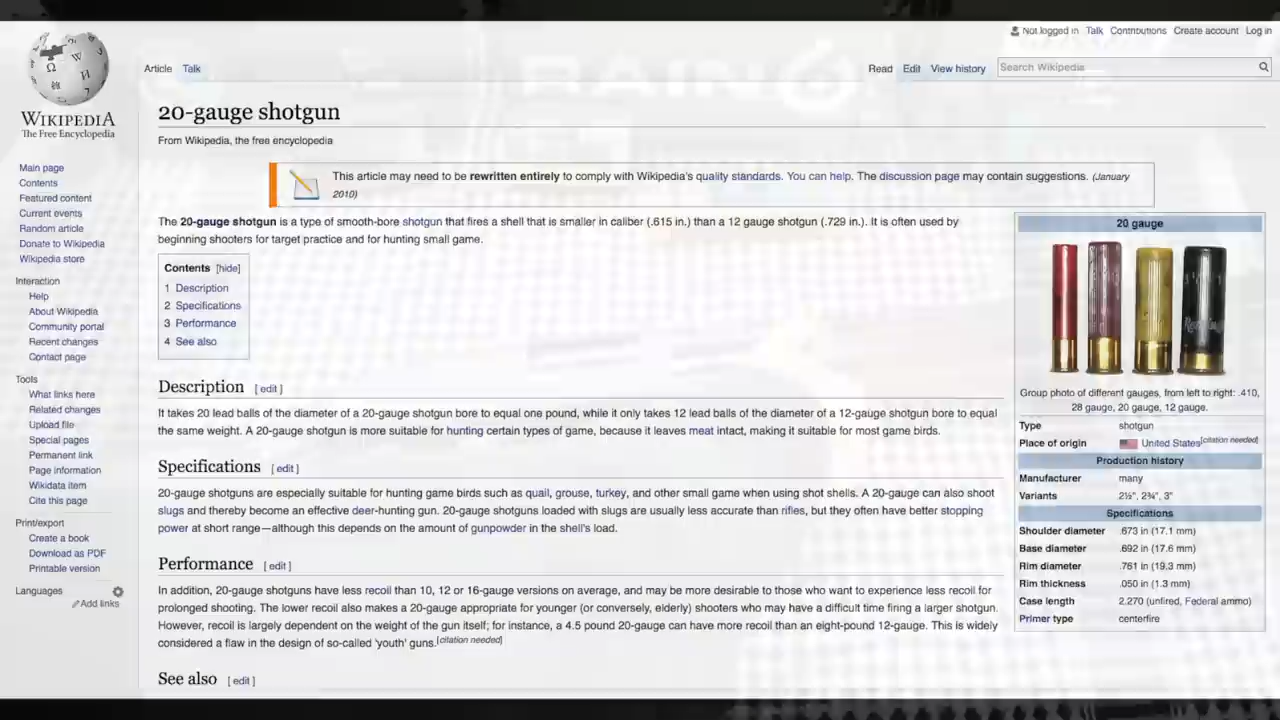 Not logged in Talk Contributions Create account Log in
Article Talk
Read Edit View history
Search Wikipedia
WIKIPEDIA
The Free Encyclopedia
Main page
Contents
Featured content
Current events
Random article
Donate to Wikipedia
Wikipedia store
Interaction
Help
About Wikipedia
Community portal
Recent changes
Contact page
Tools
What links here
Related changes
Upload file
Special pages
Permanent link
Page information
Wikidata item
Cite this page
Print/export
Create a book
Download as PDF
Printable version
Languages
Add links
20-gauge shotgun
From Wikipedia, the free encyclopedia
This article may need to be rewritten entirely to comply with Wikipedia's quality standards. You can help. The discussion page may contain suggestions. (January
2010)
The 20-gauge shotgun is a type of smooth-bore shotgun that fires a shell that is smaller in caliber (.615 in.) than a 12 gauge shotgun (.729 in.). It is often used by
beginning shooters for target practice and for hunting small game.
Contents [hide]
1 Description
2 Specifications
3 Performance
4 See also
Description [ edit ]
It takes 20 lead balls of the diameter of a 20-gauge shotgun bore to equal one pound, while it only takes 12 lead balls of the diameter of a 12-gauge shotgun bore to equal
the same weight. A 20-gauge shotgun is more suitable for hunting certain types of game, because it leaves meat intact, making it suitable for most game birds.
Specifications [ edit ]
20-gauge shotguns are especially suitable for hunting game birds such as quail, grouse, turkey, and other small game when using shot shells. A 20-gauge can also shoot
slugs and thereby become an effective deer-hunting gun. 20-gauge shotguns loaded with slugs are usually less accurate than rifles, but they often have better stopping
power at short range—although this depends on the amount of gunpowder in the shell's load.
Performance [ edit ]
In addition, 20-gauge shotguns have less recoil than 10, 12 or 16-gauge versions on average, and may be more desirable to those who want to experience less recoil for
prolonged shooting. The lower recoil also makes a 20-gauge appropriate for younger (or conversely, elderly) shooters who may have a difficult time firing a larger shotgun.
However, recoil is largely dependent on the weight of the gun itself; for instance, a 4.5 pound 20-gauge can have more recoil than an eight-pound 12-gauge. This is widely
considered a flaw in the design of so-called 'youth' guns.[citation needed]
See also [ edit ]
20 gauge
Group photo of different gauges, from left to right: .410,
28 gauge, 20 gauge, 12 gauge.
Type shotgun
Place of origin United States[citation needed]
Production history
Manufacturer many
Variants 2½", 2¾", 3"
Specifications
Shoulder diameter .673 in (17.1 mm)
Base diameter .692 in (17.6 mm)
Rim diameter .761 in (19.3 mm)
Rim thickness .050 in (1.3 mm)
Case length 2.270 (unfired, Federal ammo)
Primer type centerfire